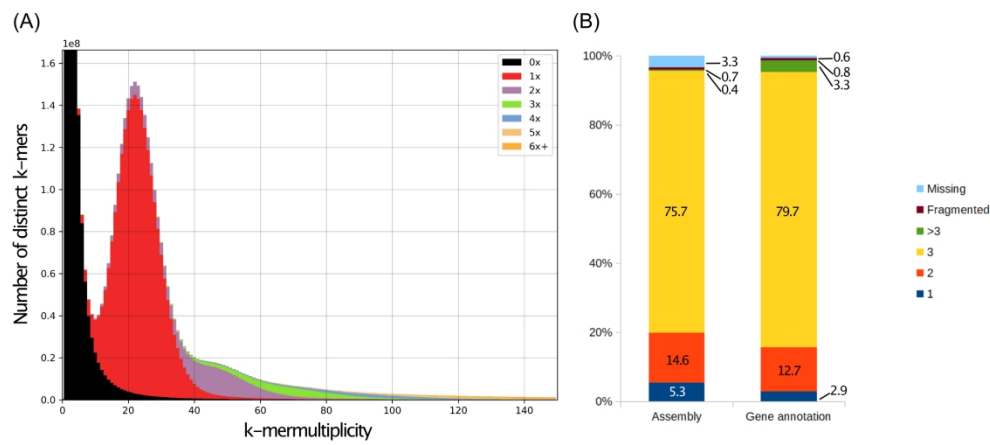 (A)
1e8
Number of distinct k-mers
1.6
1.4
1.2
1.0
0.8
0.6
0.4
0.2
0.0
0
20
40
60
80
100
120
140
k-mermultiplicity
0x
1x
2x
3x
4x
5x
6x+
(B)
100%
80%
60%
40%
20%
0%
3.3
0.7
0.4
75.7
14.6
5.3
Assembly
0.6
0.8
3.3
79.7
12.7
2.9
Gene annotation
Missing
Fragmented
>3
3
2
1